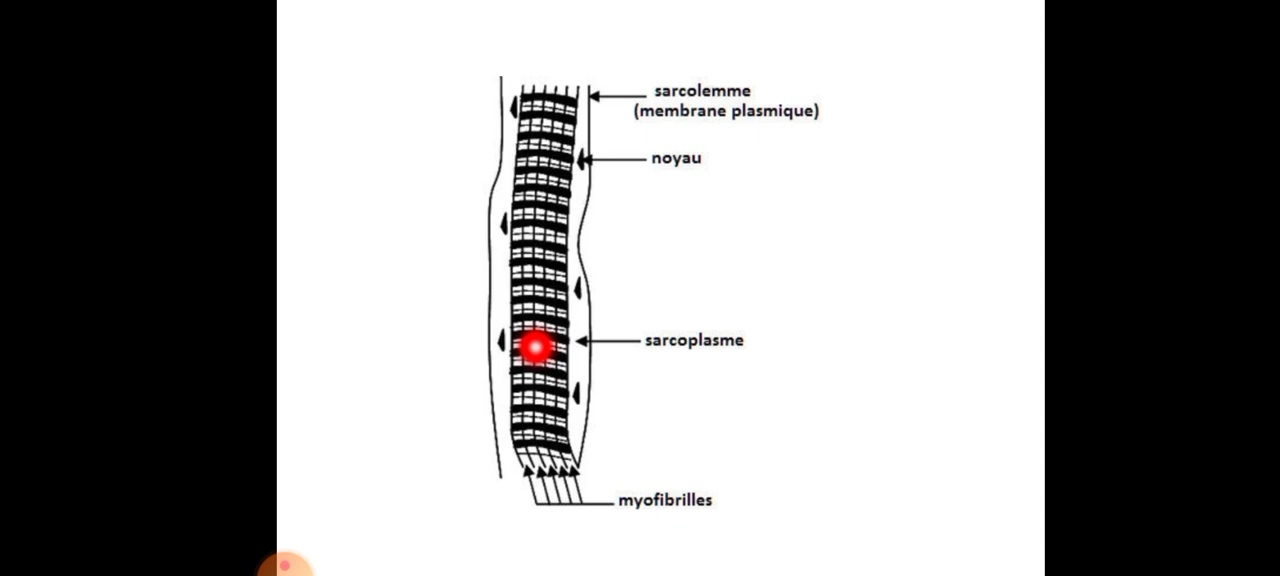 sarcolemme
(membrane plasmique)
noyau
sarcoplasme
myofibrilles